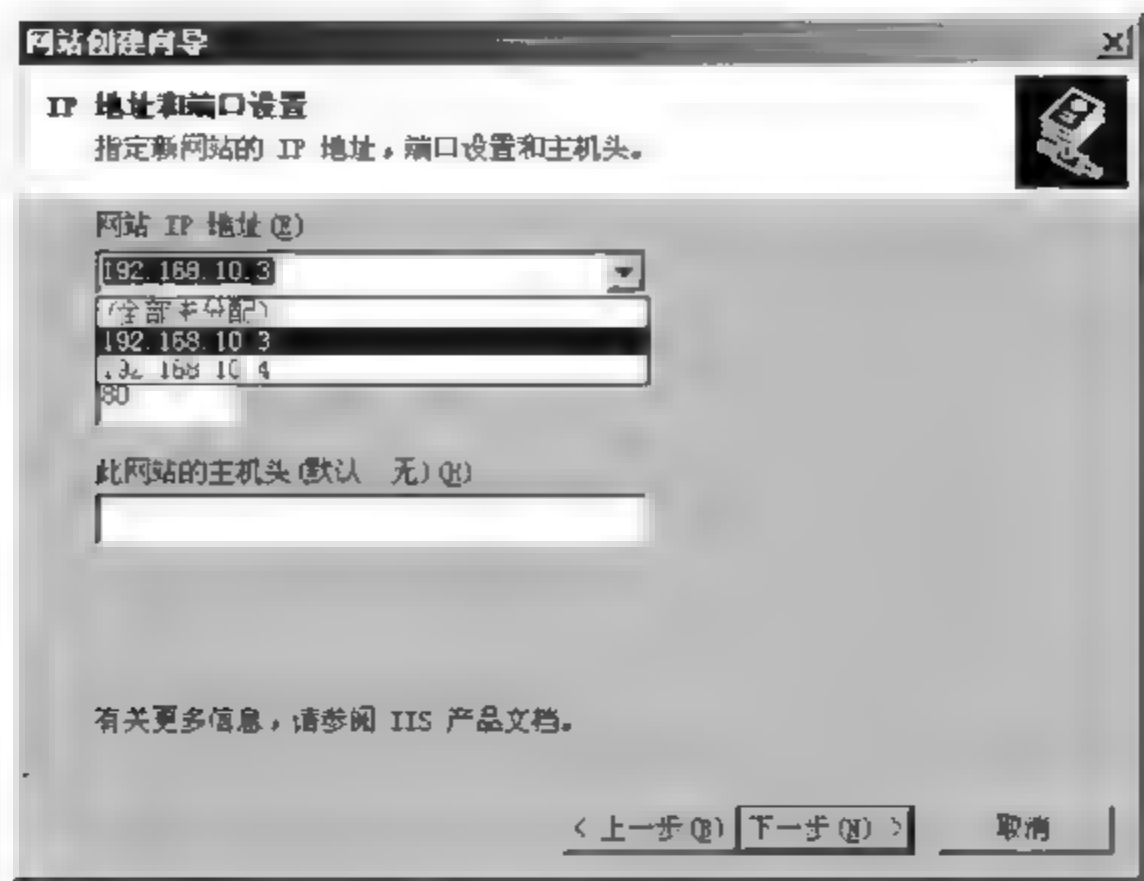 网站创建向导
IP 地址和端口设置
指定新网站的 IP 地址，端口设置和主机头。
网站 IP 地址(E)
192.168.10.3
(全部未分配)
192.168.10.3
192.168.10.4
80
此网站的主机头(默认 无)(H)
有关更多信息，请参阅 IIS 产品文档。
< 上一步(B)
下一步(N) >
取消